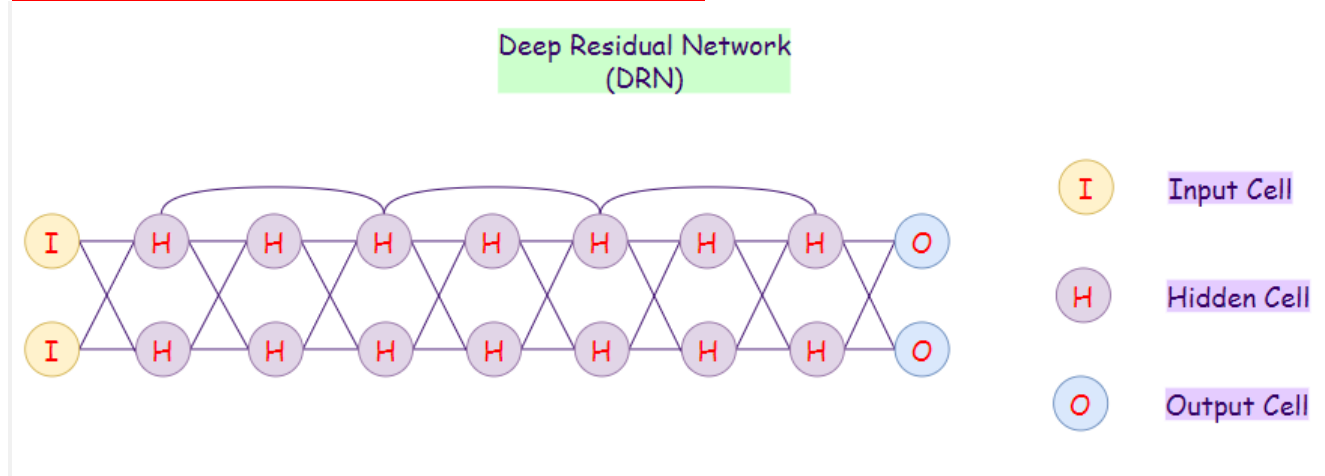 Deep Residual Network
(DRN)
I H H H H H H H O
I H H H H H H H O
I Input Cell
H Hidden Cell
O Output Cell